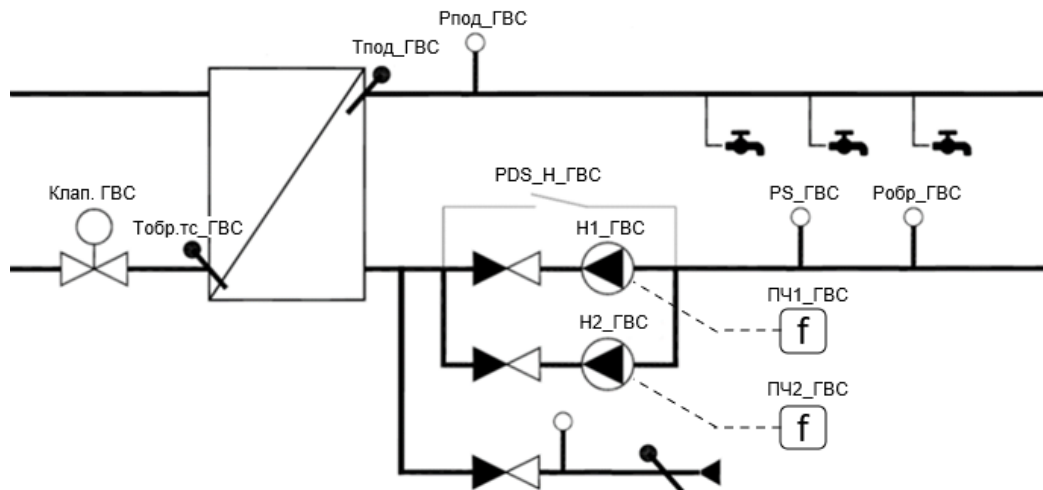 Рпод_ГВС
Тпод_ГВС
Клап. ГВС
Тобр.тс_ГВС
PDS_Н_ГВС
PS_ГВС
Робр_ГВС
Н1_ГВС
ПЧ1_ГВС
f
Н2_ГВС
ПЧ2_ГВС
f